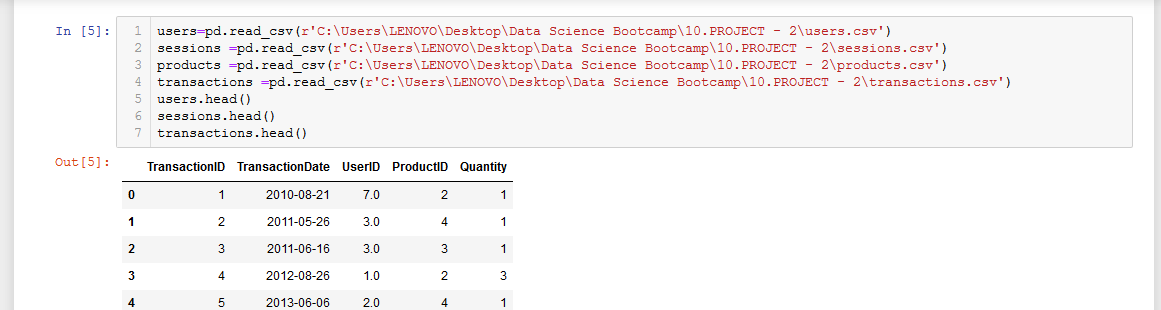 In [5]:
1 users=pd.read_csv(r'C:\Users\LENOVO\Desktop\Data Science Bootcamp\10.PROJECT - 2\users.csv')
2 sessions =pd.read_csv(r'C:\Users\LENOVO\Desktop\Data Science Bootcamp\10.PROJECT - 2\sessions.csv')
3 products =pd.read_csv(r'C:\Users\LENOVO\Desktop\Data Science Bootcamp\10.PROJECT - 2\products.csv')
4 transactions =pd.read_csv(r'C:\Users\LENOVO\Desktop\Data Science Bootcamp\10.PROJECT - 2\transactions.csv')
5 users.head()
6 sessions.head()
7 transactions.head()
Out[5]:
TransactionID TransactionDate UserID ProductID Quantity
0 1 2010-08-21 7.0 2 1
1 2 2011-05-26 3.0 4 1
2 3 2011-06-16 3.0 3 1
3 4 2012-08-26 1.0 2 3
4 5 2013-06-06 2.0 4 1